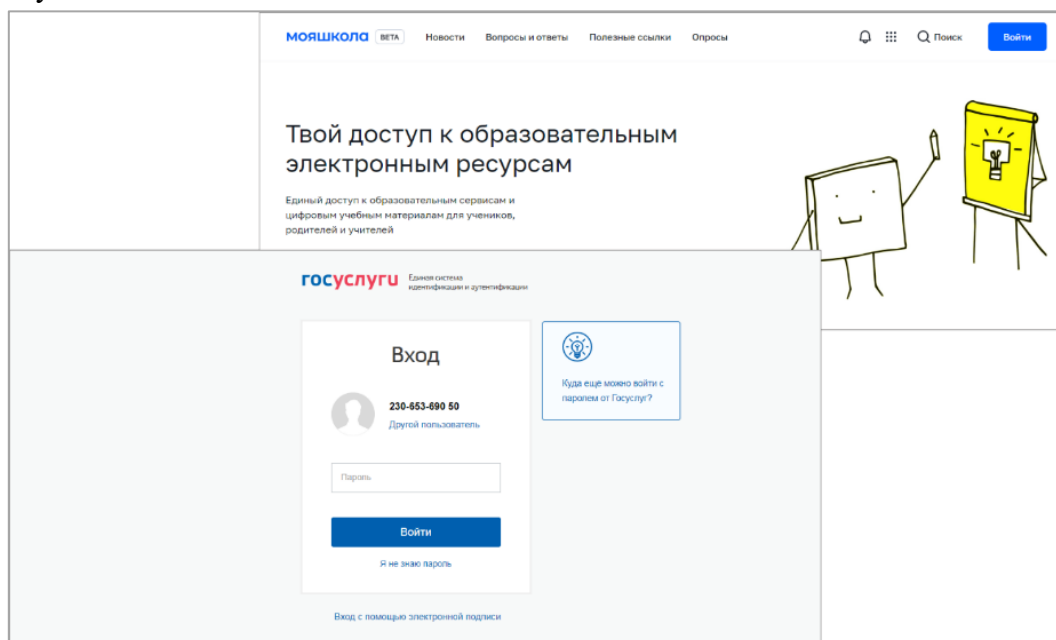 МОЯШКОЛА BETA Новости Вопросы и ответы Полезные ссылки Опросы Поиск Войти
Твой доступ к образовательным
электронным ресурсам
Единый доступ к образовательным сервисам и
цифровым учебным материалам для учеников,
родителей и учителей
госуслуги Единая система
идентификации и аутентификации
Вход
230-653-690 50
Другой пользователь
Пароль
Войти
Я не знаю пароль
Куда еще можно войти с
паролем от Госуслуг?
Вход с помощью электронной подписи